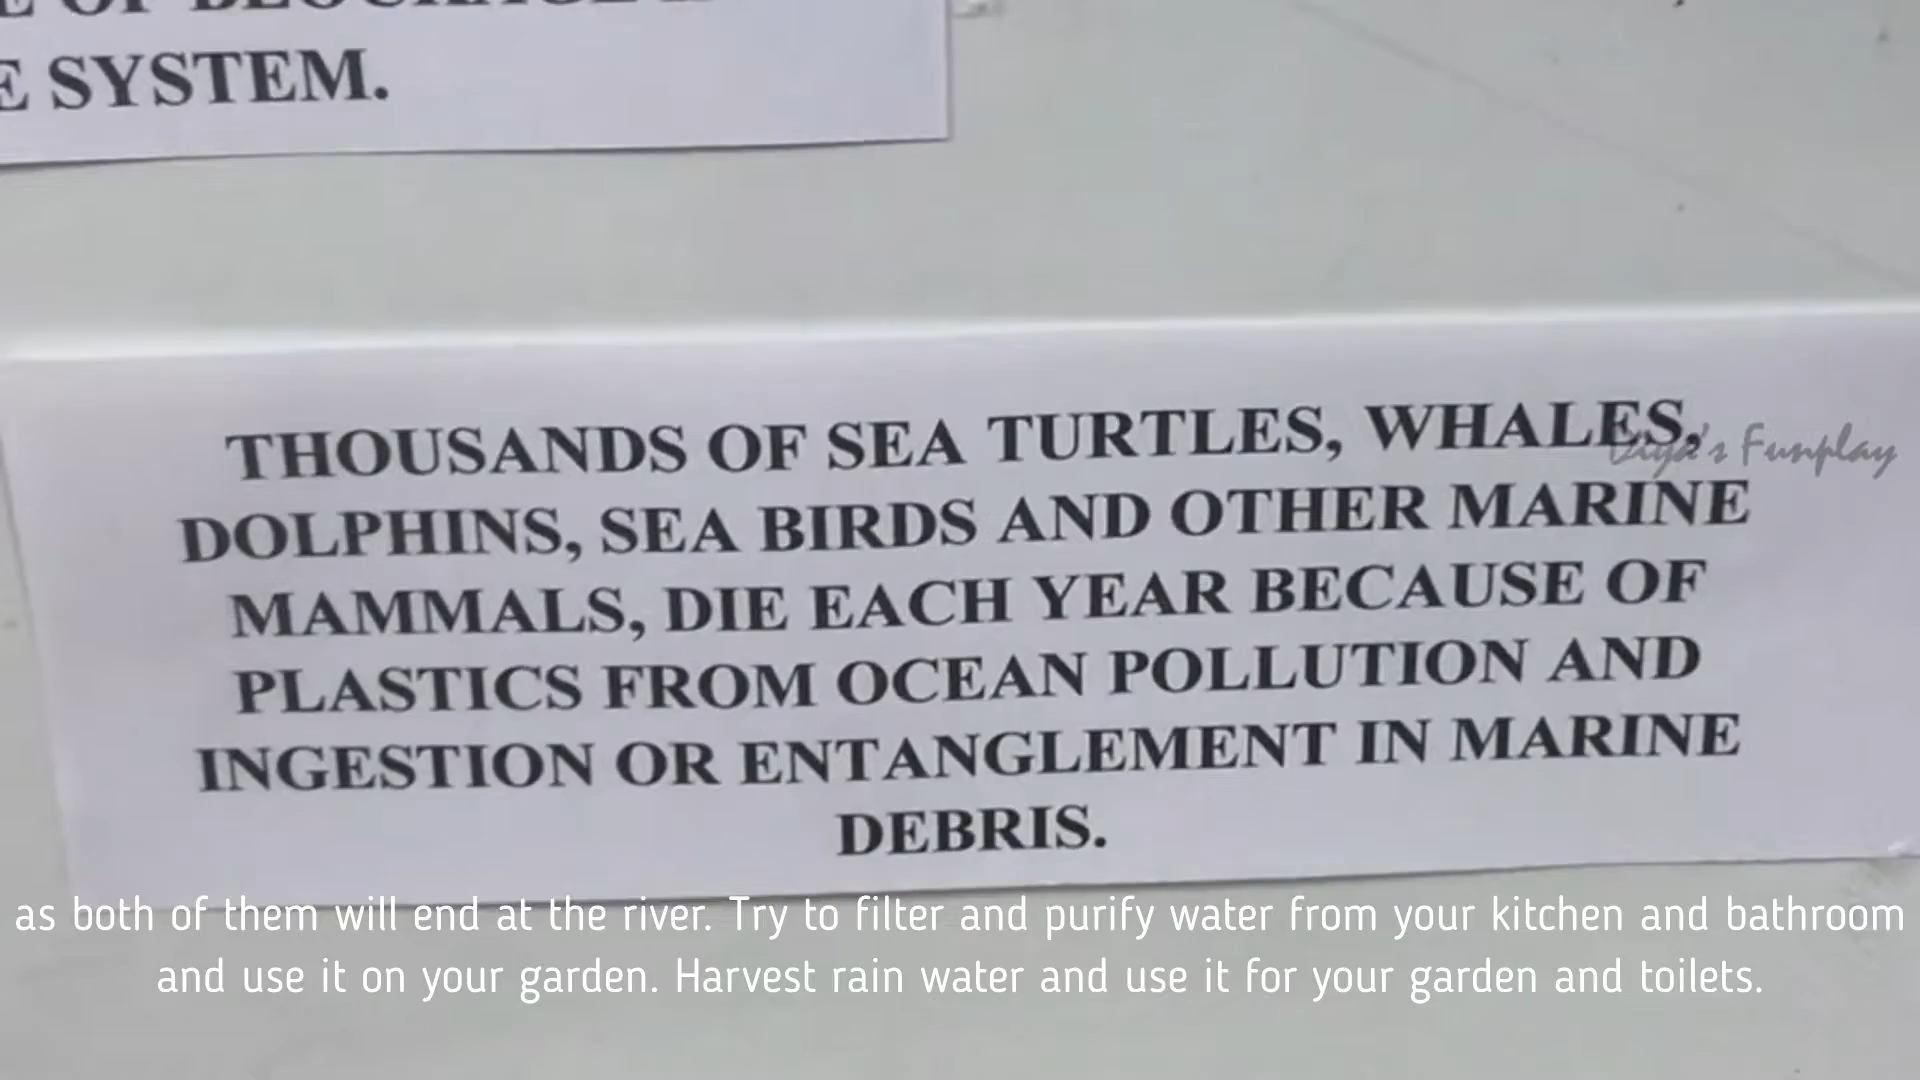 SYSTEM.
THOUSANDS OF SEA TURTLES, WHALES,
Diya's Funplay
DOLPHINS, SEA BIRDS AND OTHER MARINE
MAMMALS, DIE EACH YEAR BECAUSE OF
PLASTICS FROM OCEAN POLLUTION AND
INGESTION OR ENTANGLEMENT IN MARINE
DEBRIS.
as both of them will end at the river. Try to filter and purify water from your kitchen and bathroom
and use it on your garden. Harvest rain water and use it for your garden and toilets.